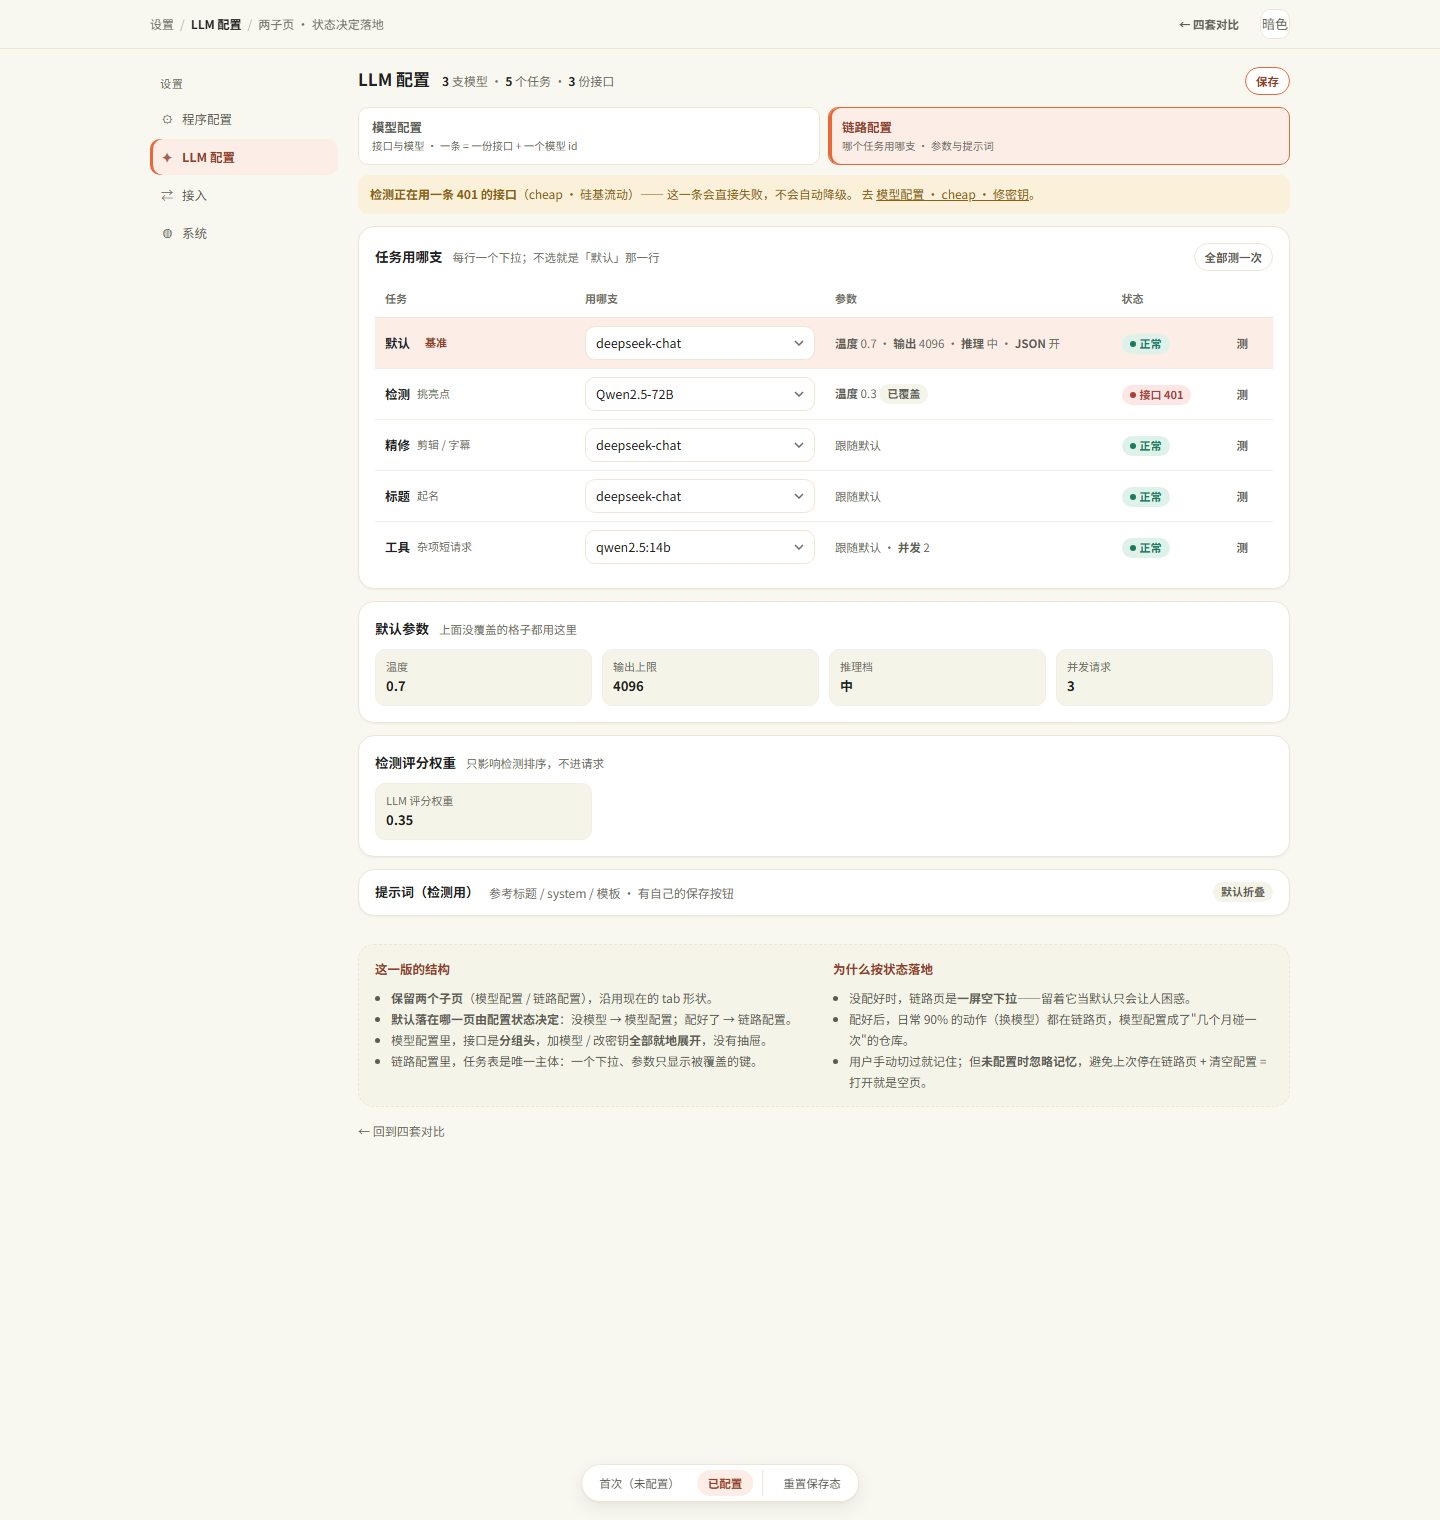 设置 / LLM 配置 / 两子页 · 状态决定落地
← 四套对比
暗色
设置
程序配置
LLM 配置
接入
系统
LLM 配置 3 支模型 · 5 个任务 · 3 份接口
保存
模型配置
接口与模型 · 一条 = 一份接口 + 一个模型 id
链路配置
哪个任务用哪支 · 参数与提示词
检测正在用一条 401 的接口（cheap · 硅基流动）—— 这一条会直接失败，不会自动降级。 去 模型配置 · cheap · 修密钥。
任务用哪支 每行一个下拉；不选就是「默认」那一行
全部测一次
任务 用哪支 参数 状态
默认 基准 deepseek-chat 温度 0.7 · 输出 4096 · 推理 中 · JSON 开 正常 测
检测 挑亮点 Qwen2.5-72B 温度 0.3 已覆盖 接口 401 测
精修 剪辑 / 字幕 deepseek-chat 跟随默认 正常 测
标题 起名 deepseek-chat 跟随默认 正常 测
工具 杂项短请求 qwen2.5:14b 跟随默认 · 并发 2 正常 测
默认参数 上面没覆盖的格子都用这里
温度
0.7
输出上限
4096
推理档
中
并发请求
3
检测评分权重 只影响检测排序，不进请求
LLM 评分权重
0.35
提示词（检测用） 参考标题 / system / 模板 · 有自己的保存按钮
默认折叠
这一版的结构
保留两个子页（模型配置 / 链路配置），沿用现在的 tab 形状。
默认落在哪一页由配置状态决定：没模型 → 模型配置；配好了 → 链路配置。
模型配置里，接口是分组头，加模型 / 改密钥全部就地展开，没有抽屉。
链路配置里，任务表是唯一主体：一个下拉、参数只显示被覆盖的键。
为什么按状态落地
没配好时，链路页是一屏空下拉——留着它当默认只会让人困惑。
配好后，日常 90% 的动作（换模型）都在链路页，模型配置成了"几个月碰一
次"的仓库。
用户手动切过就记住；但未配置时忽略记忆，避免上次停在链路页 + 清空配置 =
打开就是空页。
← 回到四套对比
首次（未配置）
已配置
重置保存态